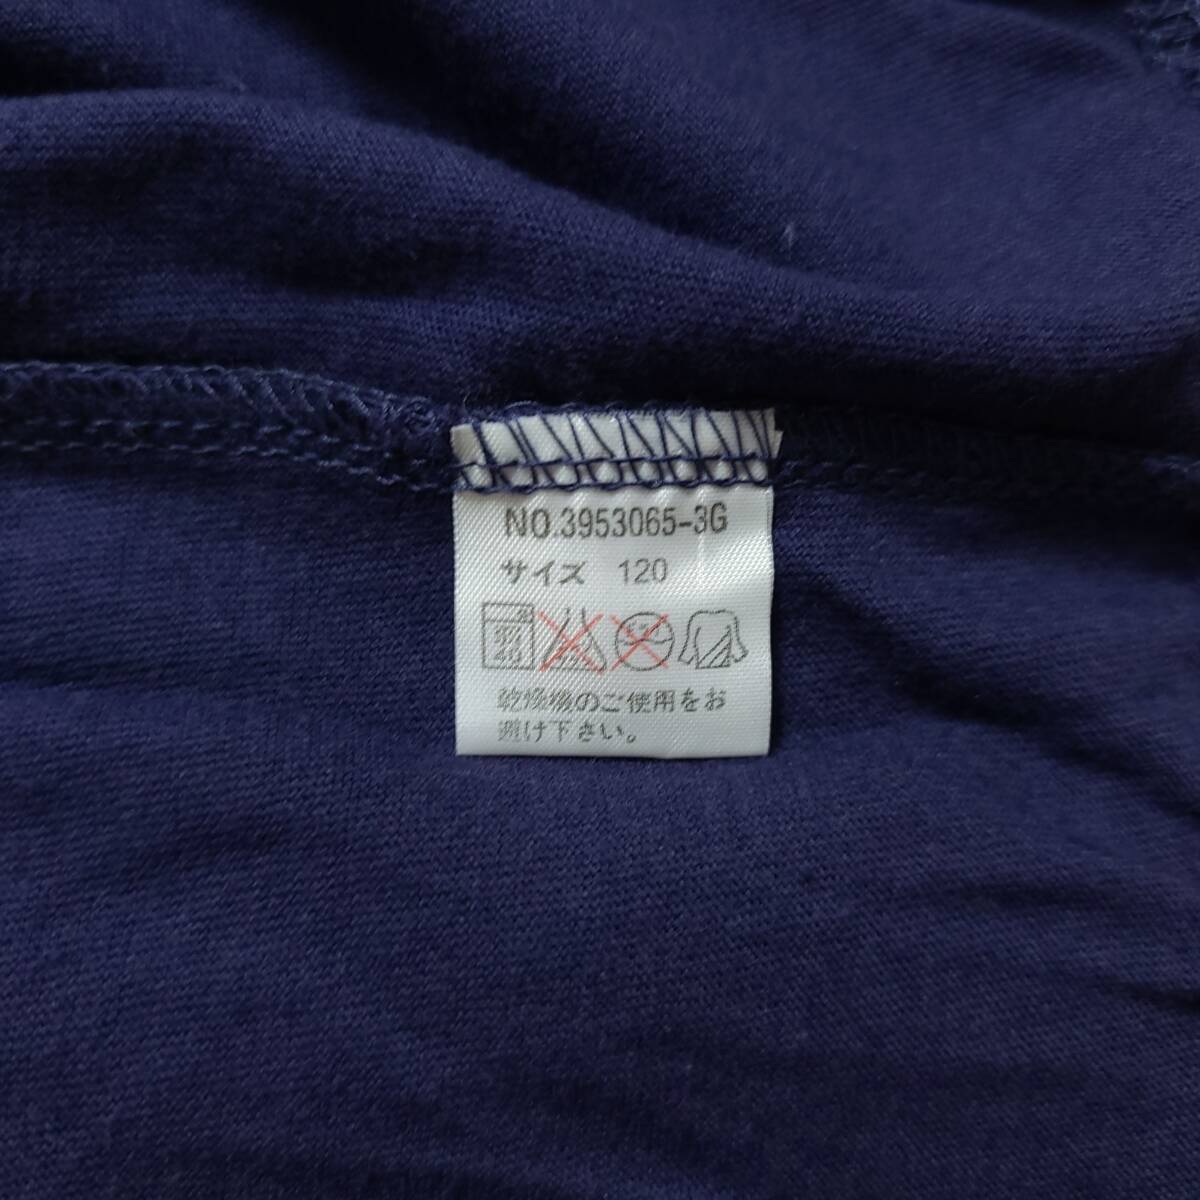 NO.3953065-3G
サイズ 120
40
乾燥機のご使用をお
避け下さい。